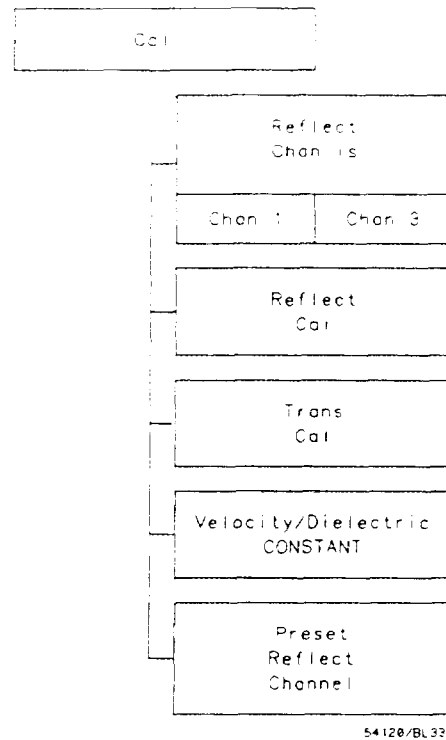 Cal
Reflect
Chan is
Chan 1 Chan 3
Reflect
Cal
Trans
Cal
Velocity/Dielectric
CONSTANT
Preset
Reflect
Channel
54120/BL33